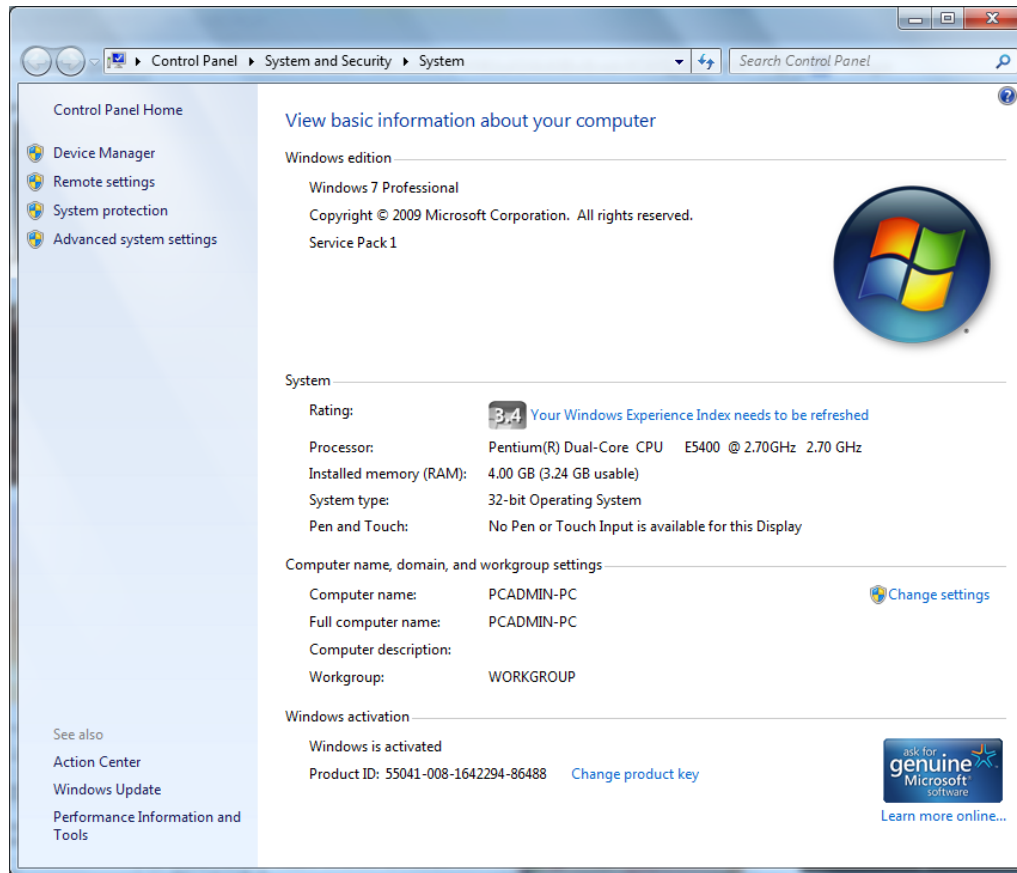 Control Panel ▸ System and Security ▸ System
Search Control Panel
Control Panel Home
Device Manager
Remote settings
System protection
Advanced system settings
See also
Action Center
Windows Update
Performance Information and
Tools
View basic information about your computer
Windows edition
Windows 7 Professional
Copyright © 2009 Microsoft Corporation. All rights reserved.
Service Pack 1
System
Rating: 3,4 Your Windows Experience Index needs to be refreshed
Processor: Pentium(R) Dual-Core CPU E5400 @ 2.70GHz 2.70 GHz
Installed memory (RAM): 4.00 GB (3.24 GB usable)
System type: 32-bit Operating System
Pen and Touch: No Pen or Touch Input is available for this Display
Computer name, domain, and workgroup settings
Computer name: PCADMIN-PC
Change settings
Full computer name: PCADMIN-PC
Computer description:
Workgroup: WORKGROUP
Windows activation
Windows is activated
Product ID: 55041-008-1642294-86488 Change product key
ask for
genuine
Microsoft®
software
Learn more online...